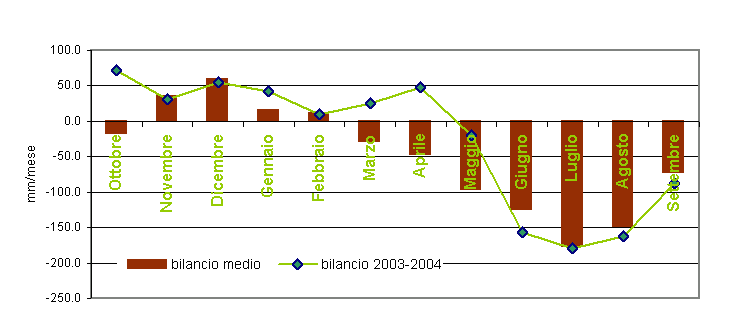 100.0
50.0
0.0
-50.0
-100.0
-150.0
-200.0
-250.0
mm/mese
Ottobre
Novembre
Dicembre
Gennaio
Febbraio
Marzo
Aprile
Maggio
Giugno
Luglio
Agosto
Settembre
bilancio medio
bilancio 2003-2004